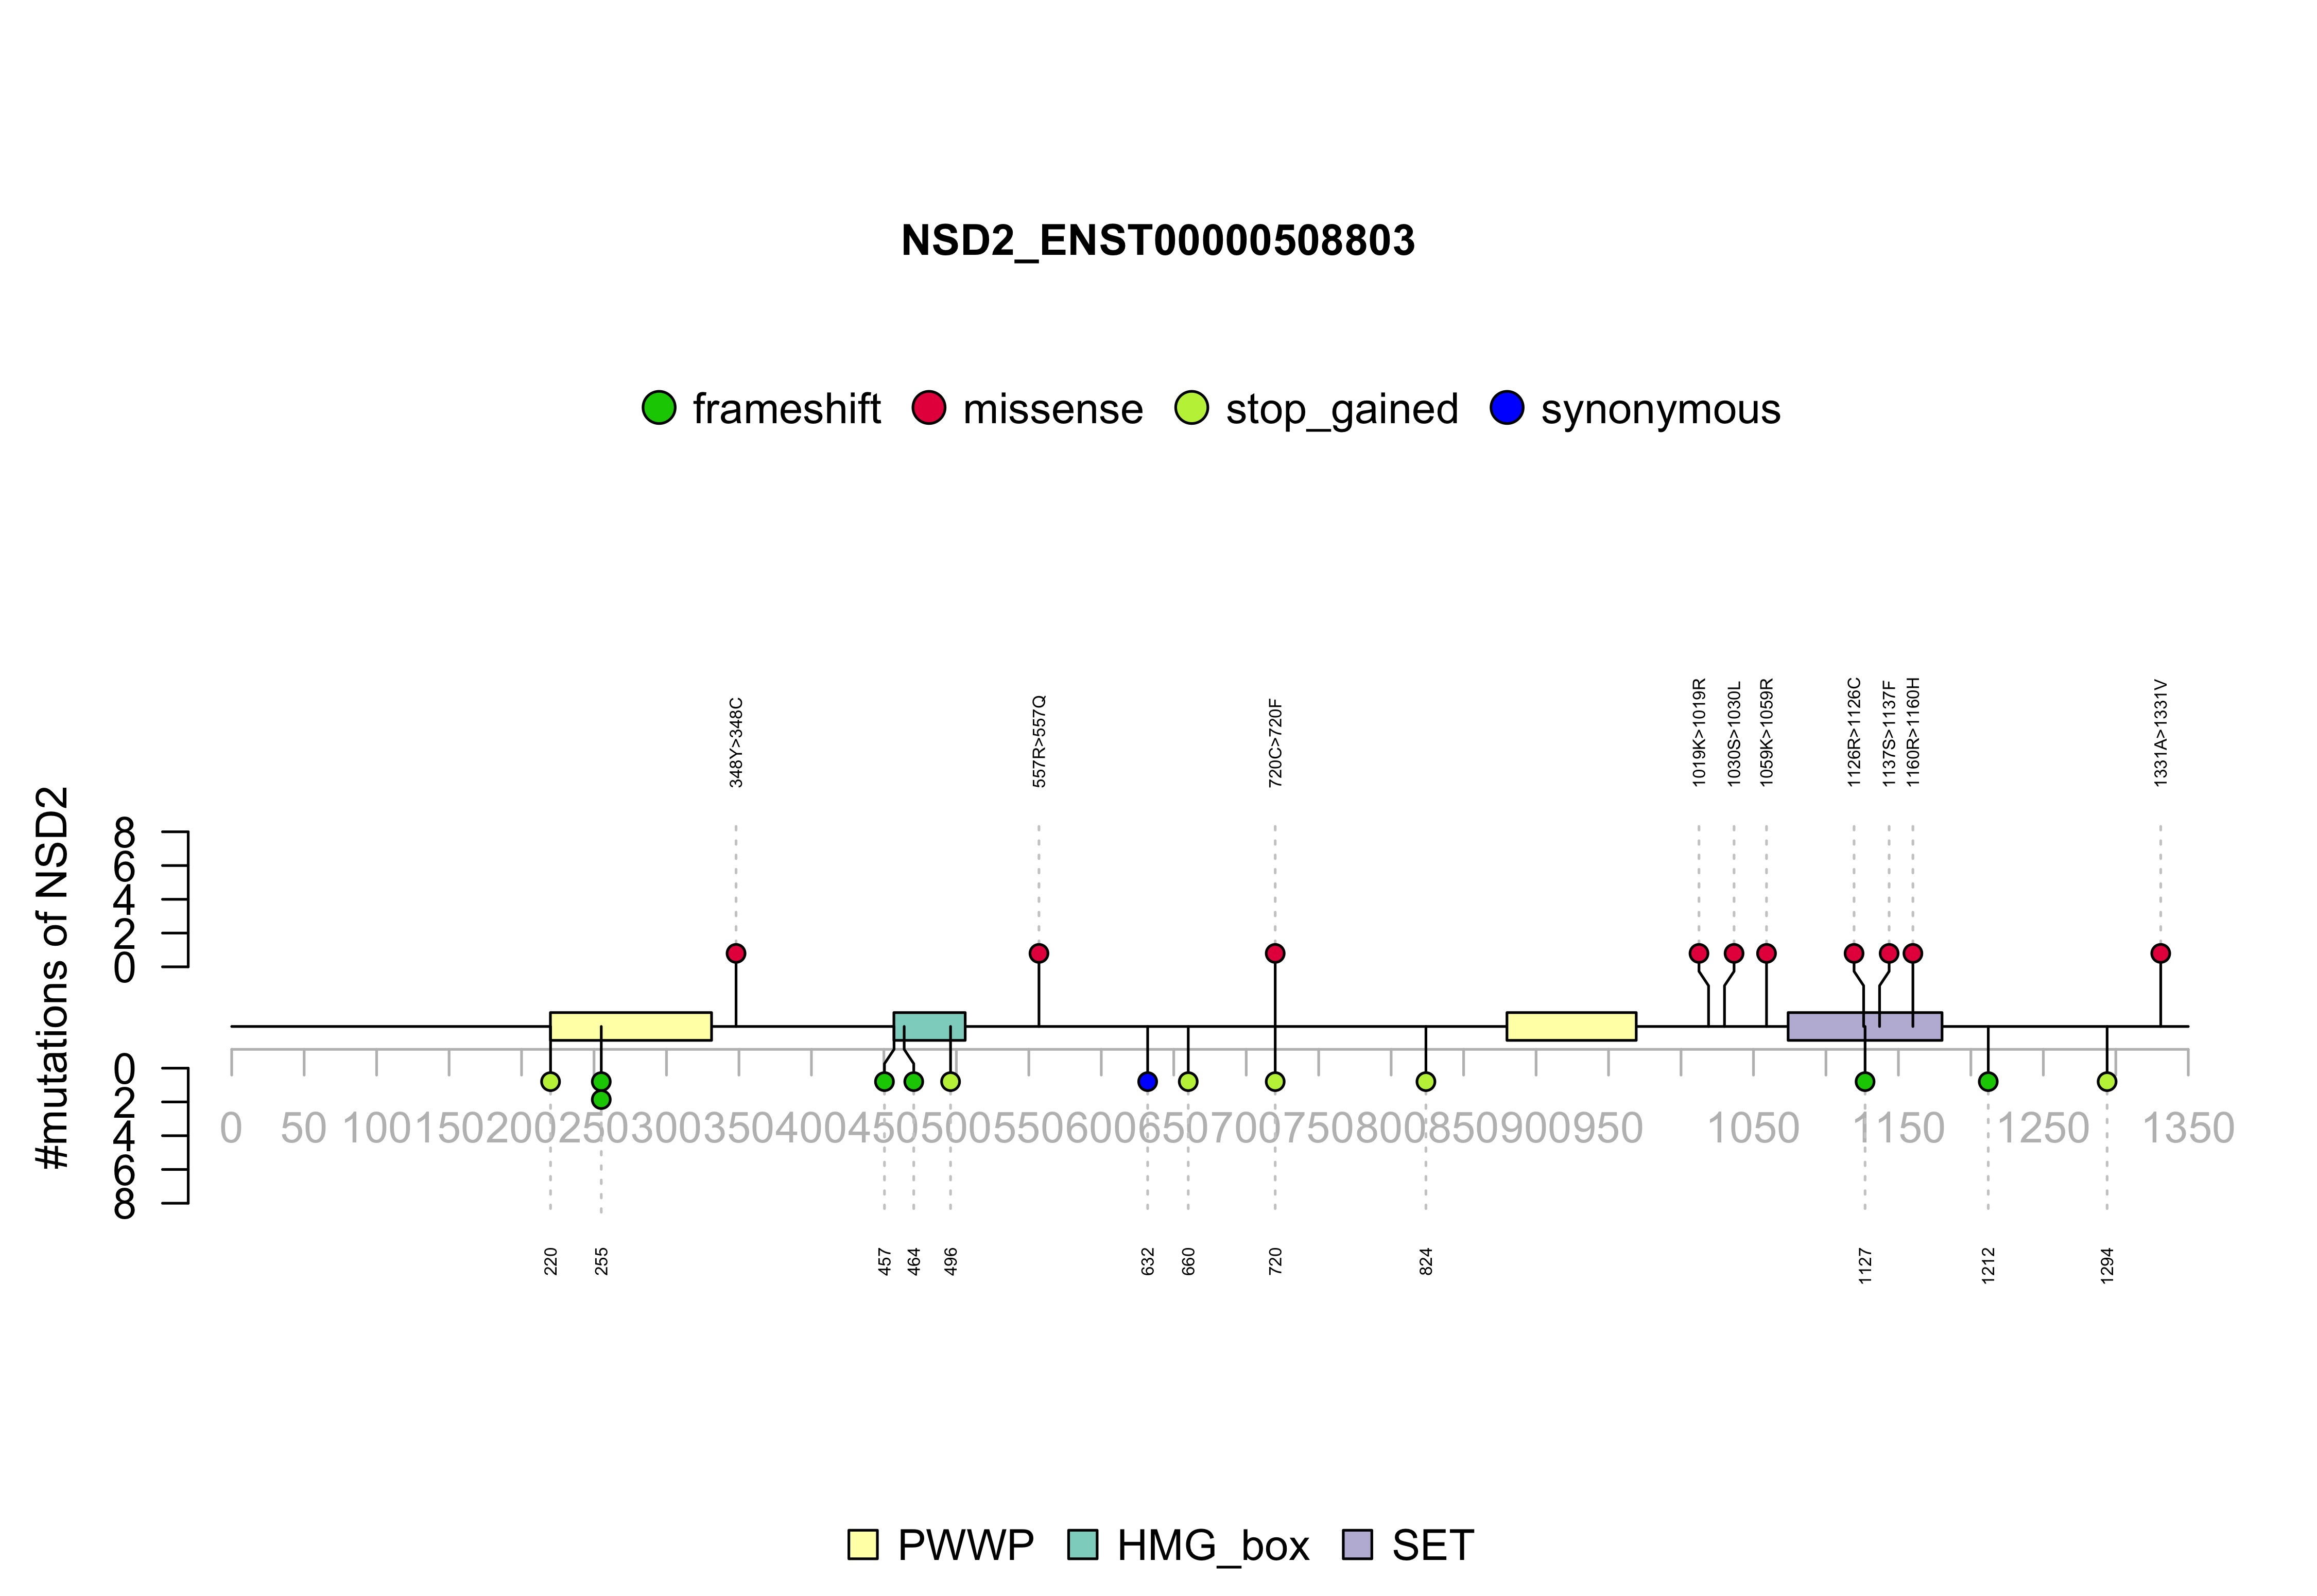 NSD2_ENST00000508803
frameshift missense stop_gained synonymous
348Y>348C 557R>557Q 720C>720F 1019K>1019R 1030S>1030L 1059K>1059R 1126R>1126C 1137S>1137F 1160R>1160H 1331A>1331V
#mutations of NSD2
8
6
4
2
0
0
2
4
6
8
0 50 100 150 200 250 300 350 400 450 500 550 600 650 700 750 800 850 900 950 1050 1150 1250 1350
220 255 457 464 496 632 660 720 824 1127 1212 1294
PWWP HMG_box SET